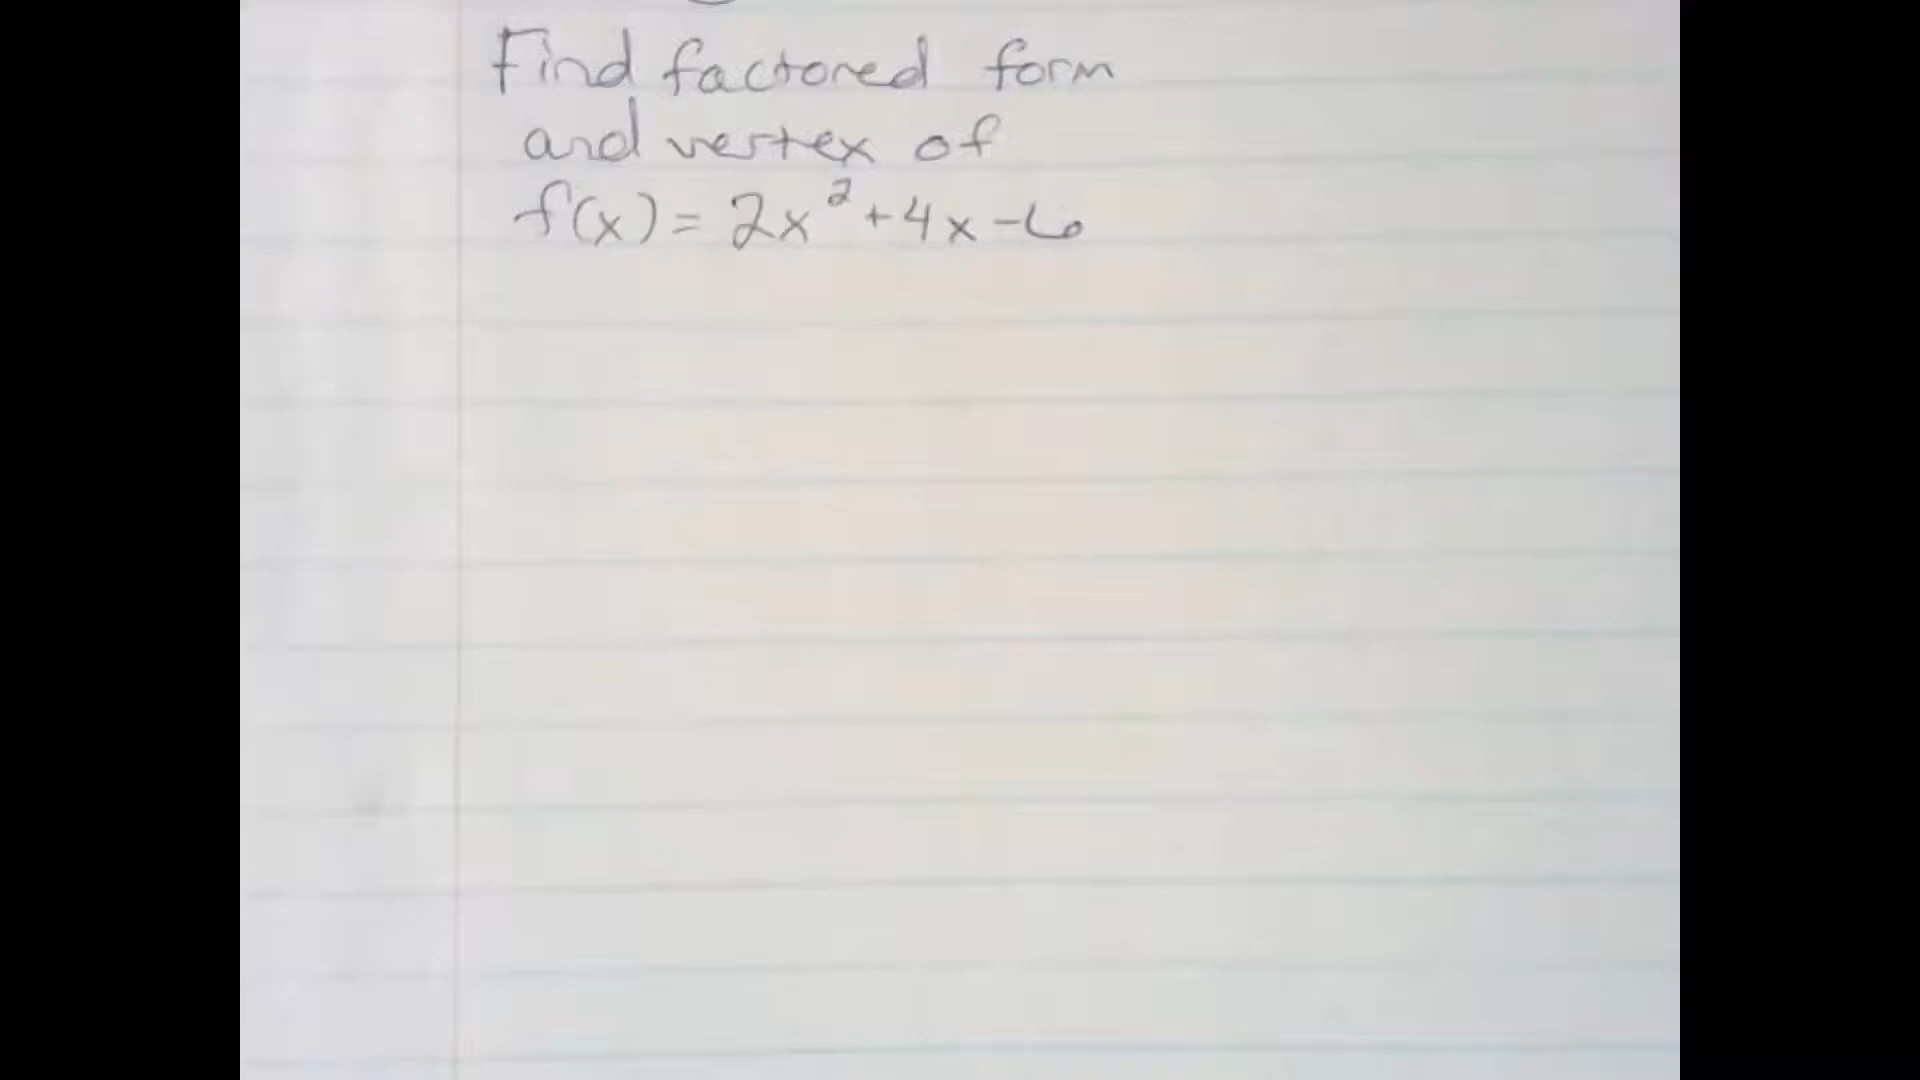 Find factored form
and vertex of
f(x) = 2x² + 4x - 6